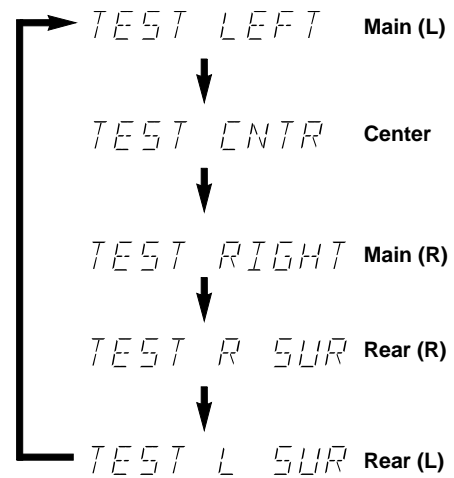 TEST LEFT Main (L)
TEST CNTR Center
TEST RIGHT Main (R)
TEST R SUR Rear (R)
TEST L SUR Rear (L)